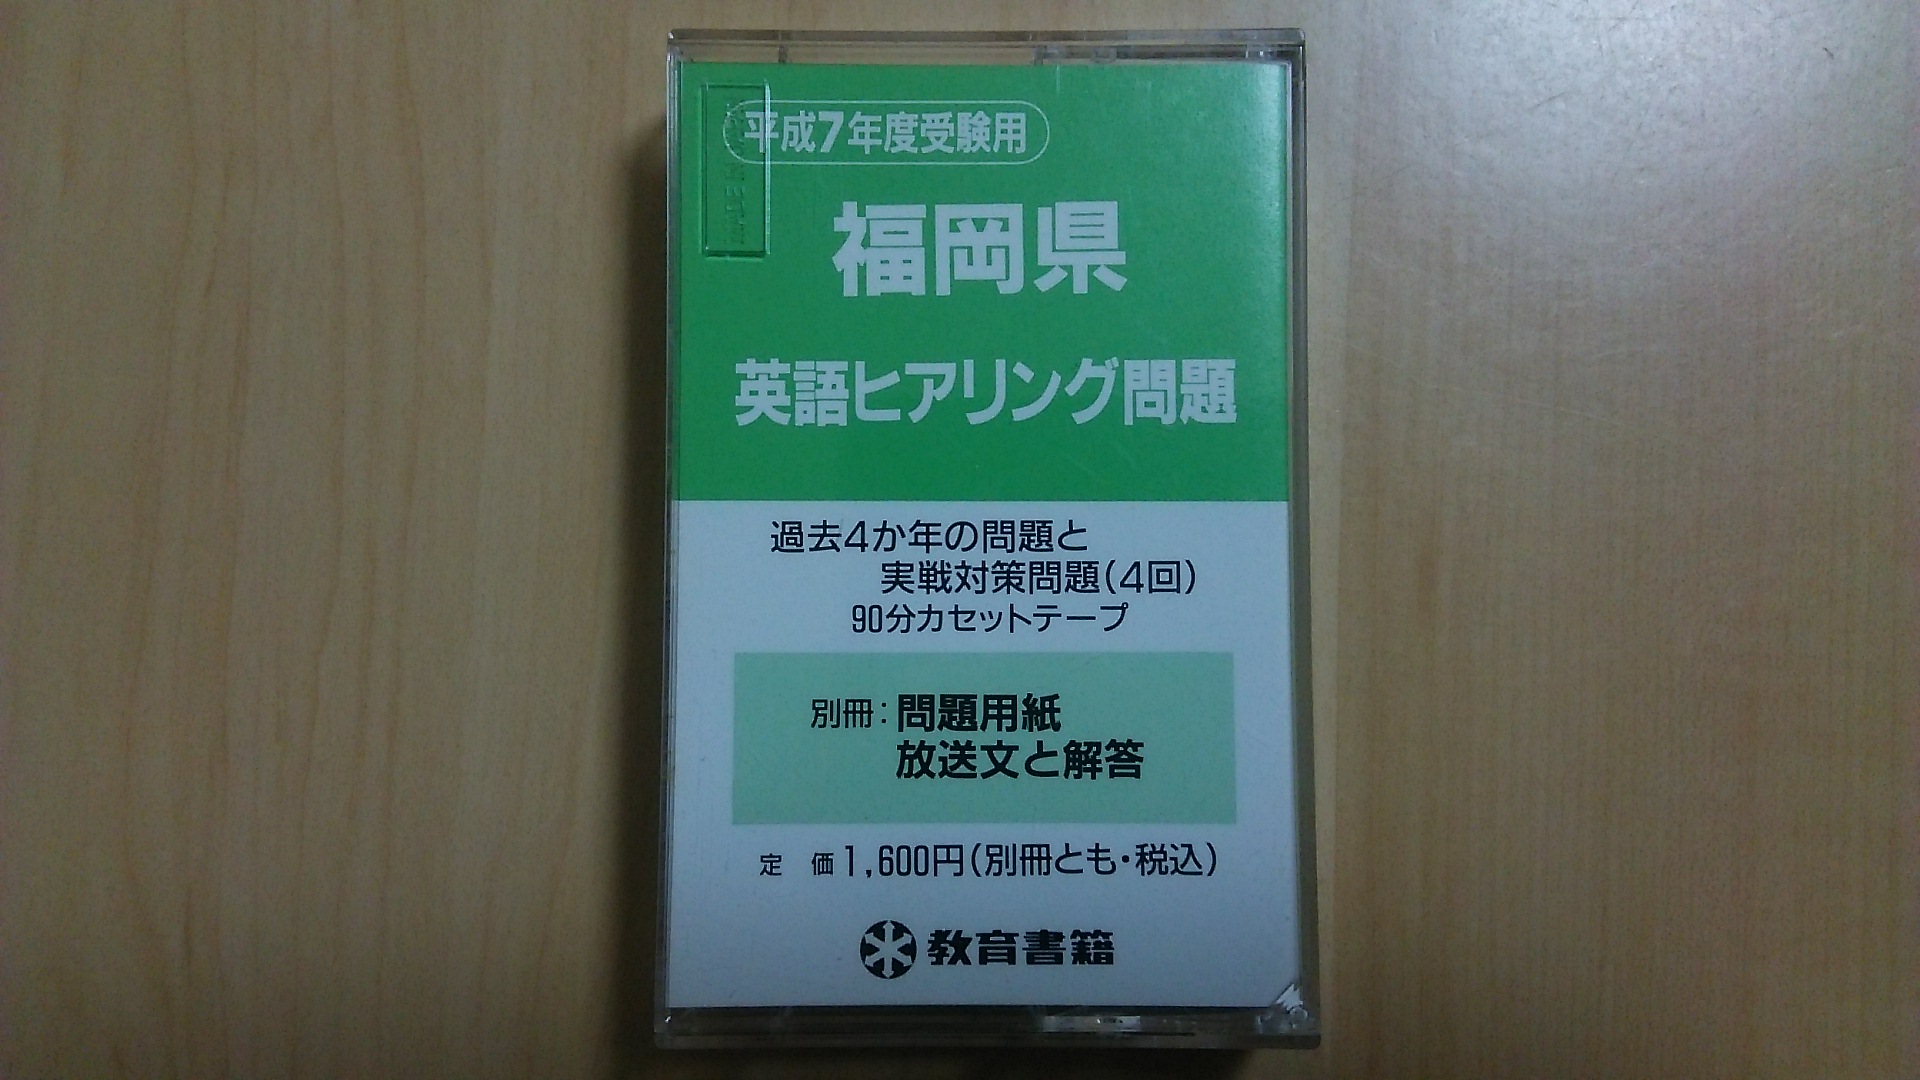 平成7年度受験用
福岡県
英語ヒアリング問題
過去4か年の問題と
実戦対策問題(4回)
90分カセットテープ
別冊:問題用紙
放送文と解答
定　価1,600円(別冊とも・税込)
教育書籍